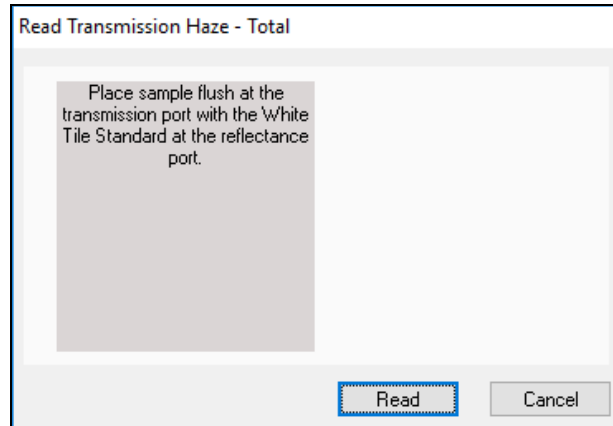 Read Transmission Haze - Total
Place sample flush at the
transmission port with the White
Tile Standard at the reflectance
port.
Read
Cancel